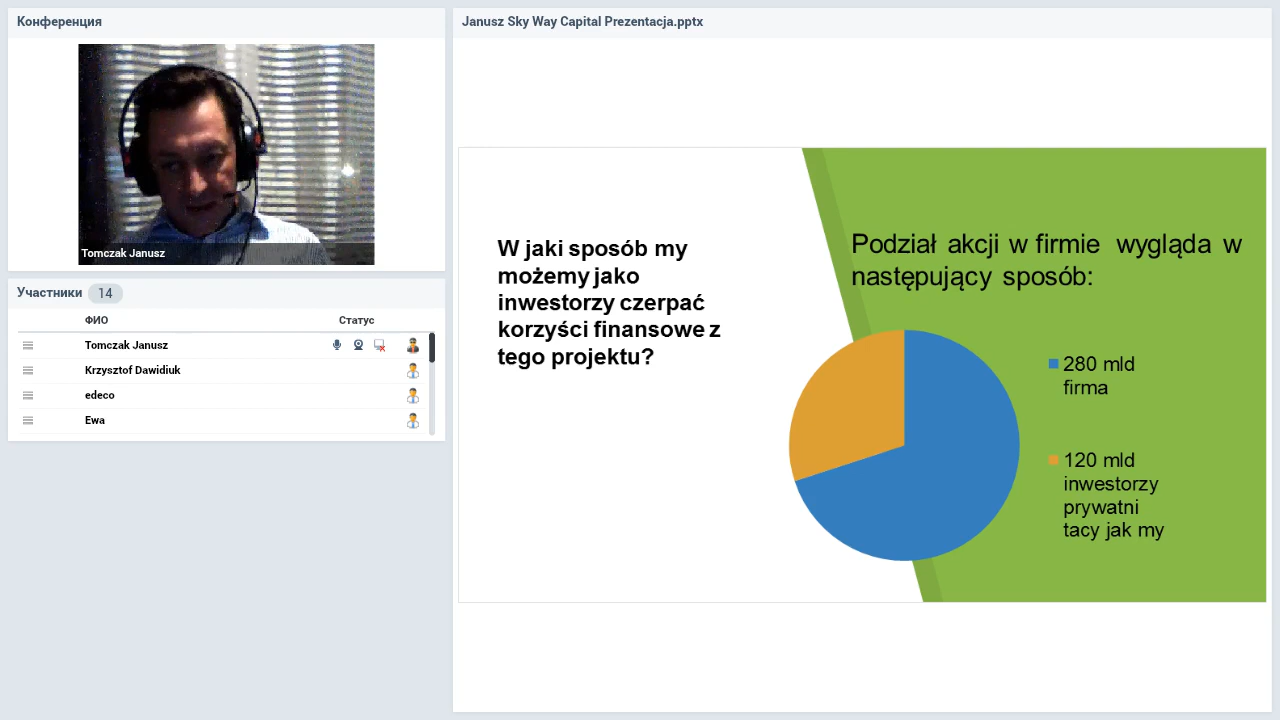 Конференция
Tomczak Janusz
Участники 14
ФИО Статус
Tomczak Janusz
Krzysztof Dawidiuk
edeco
Ewa
Janusz Sky Way Capital Prezentacja.pptx
W jaki sposób my
możemy jako
inwestorzy czerpać
korzyści finansowe z
tego projektu?
Podział akcji w firmie wygląda w
następujący sposób:
280 mld
firma
120 mld
inwestorzy
prywatni
tacy jak my